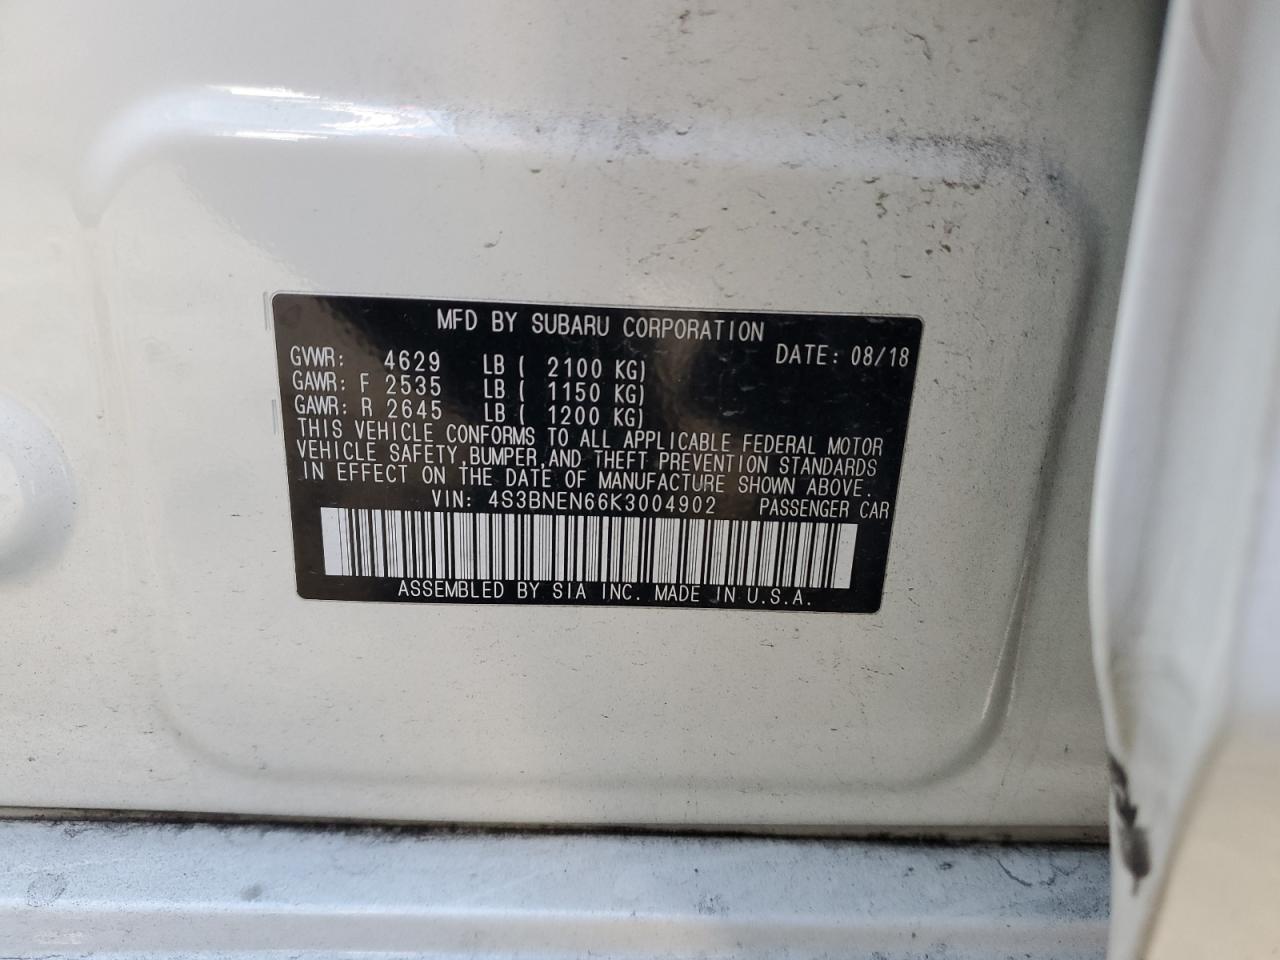 MFD BY SUBARU CORPORATION
DATE: 08/18
GVWR: 4629 LB ( 2100 KG)
GAWR: F 2535 LB ( 1150 KG)
GAWR: R 2645 LB ( 1200 KG)
THIS VEHICLE CONFORMS TO ALL APPLICABLE FEDERAL MOTOR
VEHICLE SAFETY,BUMPER,AND THEFT PREVENTION STANDARDS
IN EFFECT ON THE DATE OF MANUFACTURE SHOWN ABOVE.
VIN: 4S3BNEN66K3004902 PASSENGER CAR
ASSEMBLED BY SIA INC. MADE IN U.S.A.